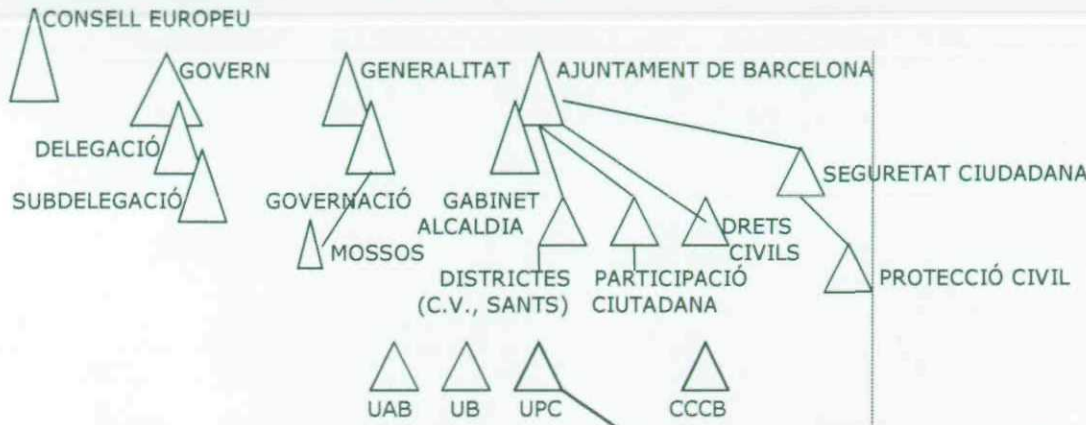 CONSELL EUROPEU
GOVERN
GENERALITAT
AJUNTAMENT DE BARCELONA
DELEGACIÓ
SUBDELEGACIÓ
GOVERNACIÓ
MOSSOS
GABINET
ALCALDIA
SEGURETAT CIUDADANA
DRETS
CIVILS
DISTRICTES
(C.V., SANTS)
PARTICIPACIÓ
CIUTADANA
PROTECCIÓ CIVIL
UAB
UB
UPC
CCCB